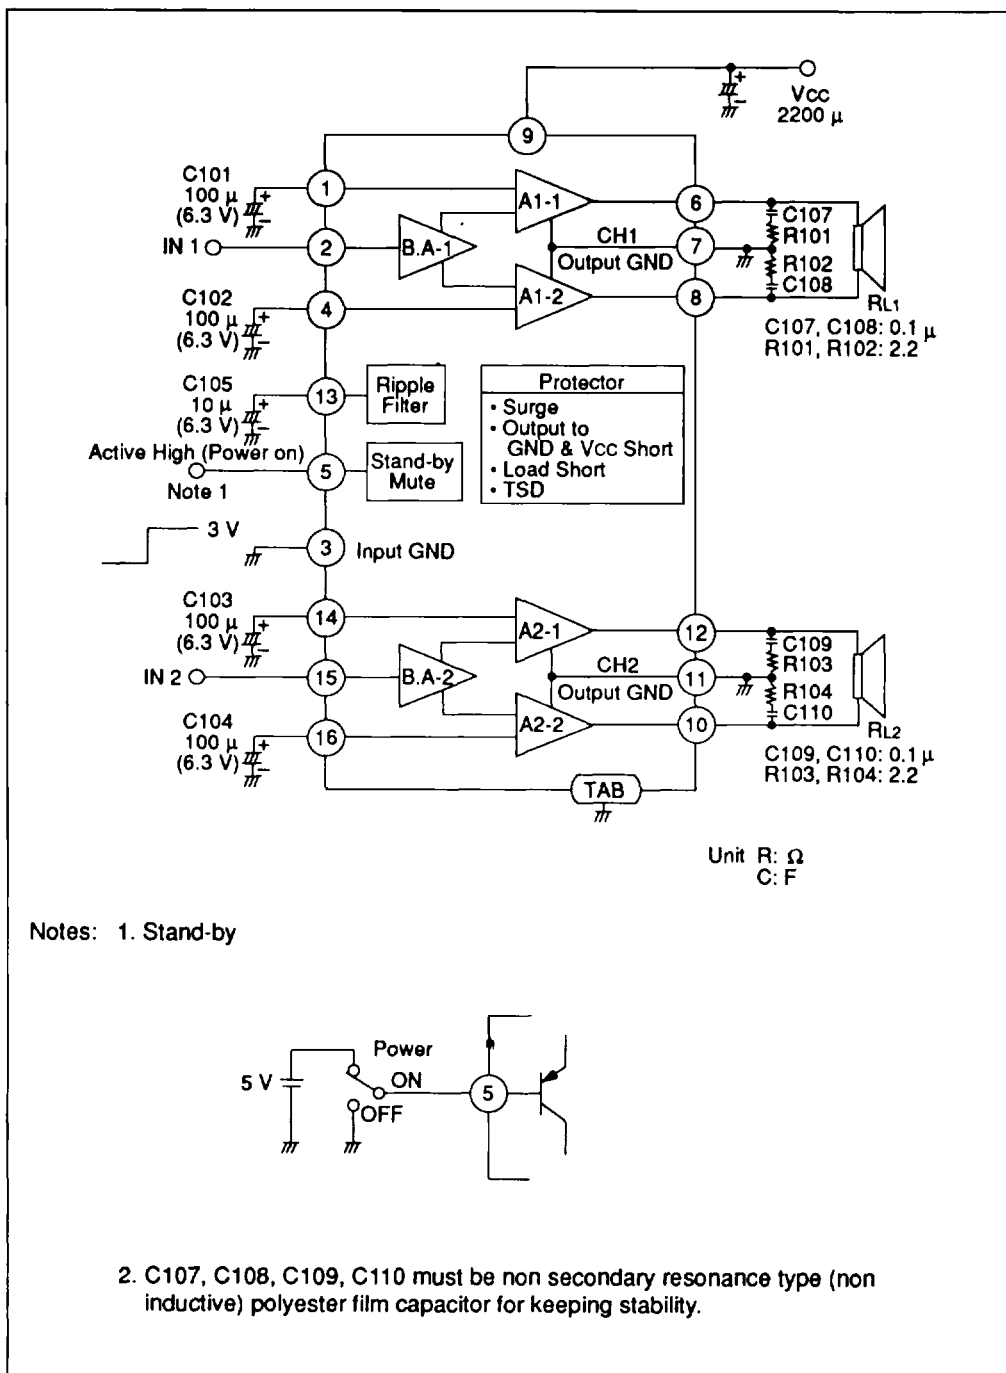 Vcc
2200 μ
9
C101
100 μ
(6.3 V)
+
−
1
A1-1
6
C107
R101
IN 1
2
B.A-1
CH1
Output GND
7
R102
C108
C102
100 μ
(6.3 V)
+
−
4
A1-2
8
RL1
C107, C108: 0.1 μ
R101, R102: 2.2
C105
10 μ
(6.3 V)
+
−
13
Ripple
Filter
Protector
• Surge
• Output to
GND & Vcc Short
• Load Short
• TSD
Active High (Power on)
Note 1
5
Stand-by
Mute
3 V
3
Input GND
C103
100 μ
(6.3 V)
+
−
14
A2-1
12
C109
R103
IN 2
15
B.A-2
CH2
Output GND
11
R104
C110
C104
100 μ
(6.3 V)
+
−
16
A2-2
10
RL2
C109, C110: 0.1 μ
R103, R104: 2.2
TAB
Unit R: Ω
C: F
Notes: 1. Stand-by
Power
5 V
ON
OFF
5
2. C107, C108, C109, C110 must be non secondary resonance type (non
inductive) polyester film capacitor for keeping stability.